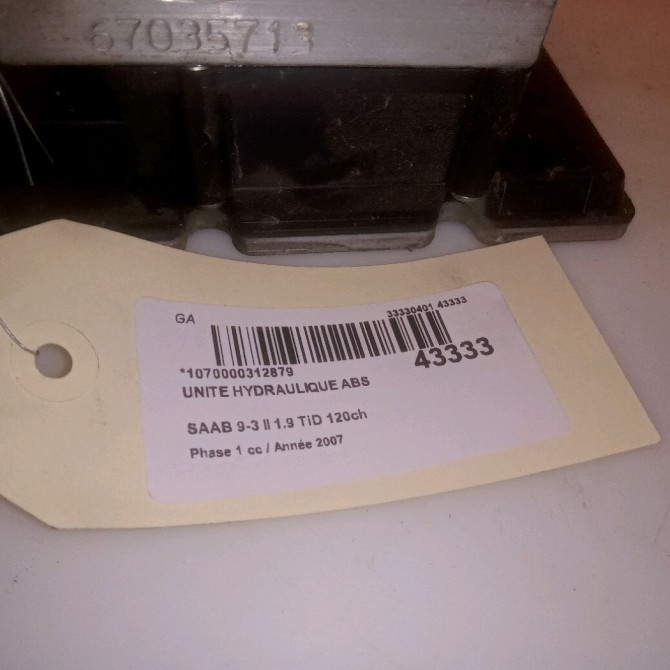 67035713
GA
33330401 43333
43333
*1070000312879
UNITE HYDRAULIQUE ABS
SAAB 9-3 II 1.9 TiD 120ch
Phase 1 cc / Année 2007